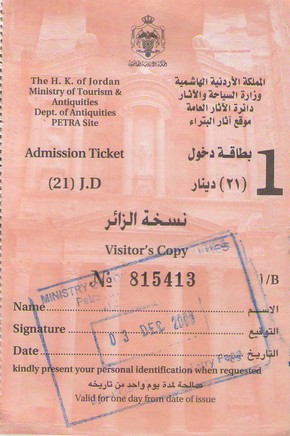 The H. K. of Jordan
Ministry of Tourism &
Antiquities
Dept. of Antiquities
PETRA Site
المملكة الأردنية الهاشمية
وزارة السياحة والآثار
دائرة الآثار العامة
موقع آثار البتراء
Admission Ticket
(21) J.D
بطاقة دخول
(٢١) دينار
1
نسخة الزائر
Visitor's Copy
№ 815413
أ/B
MINISTRY
Name
الاسم
Signature
التوقيع
03 DEC
Date
التاريخ
kindly present your personal identification when requested
صالحة لمدة يوم واحد من تاريخه
Valid for one day from date of issue